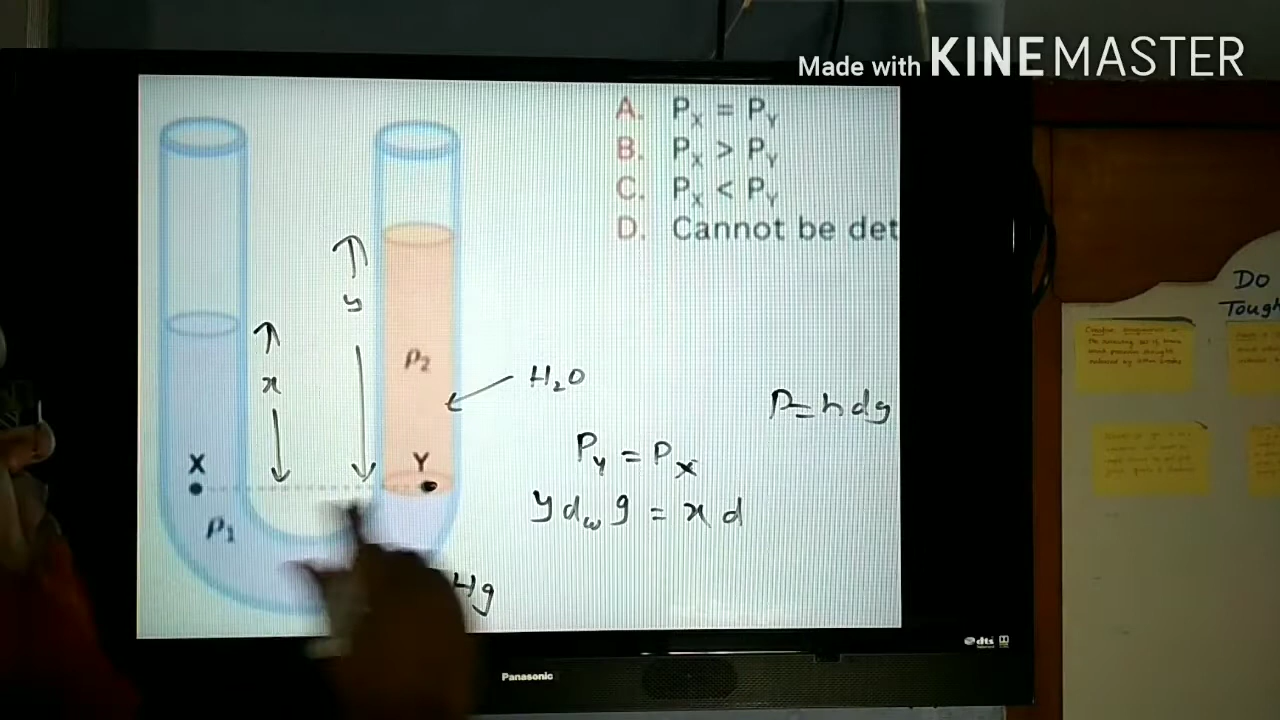 Made with KINEMASTER
A. Px = PY
B. Px > PY
C. Px < PY
D. Cannot be det
y
x
ρ2
H2O
P=hdg
X
Y
Py = Px
y dw g = x d
ρ1
Hg
Do
Tough
dts
Panasonic